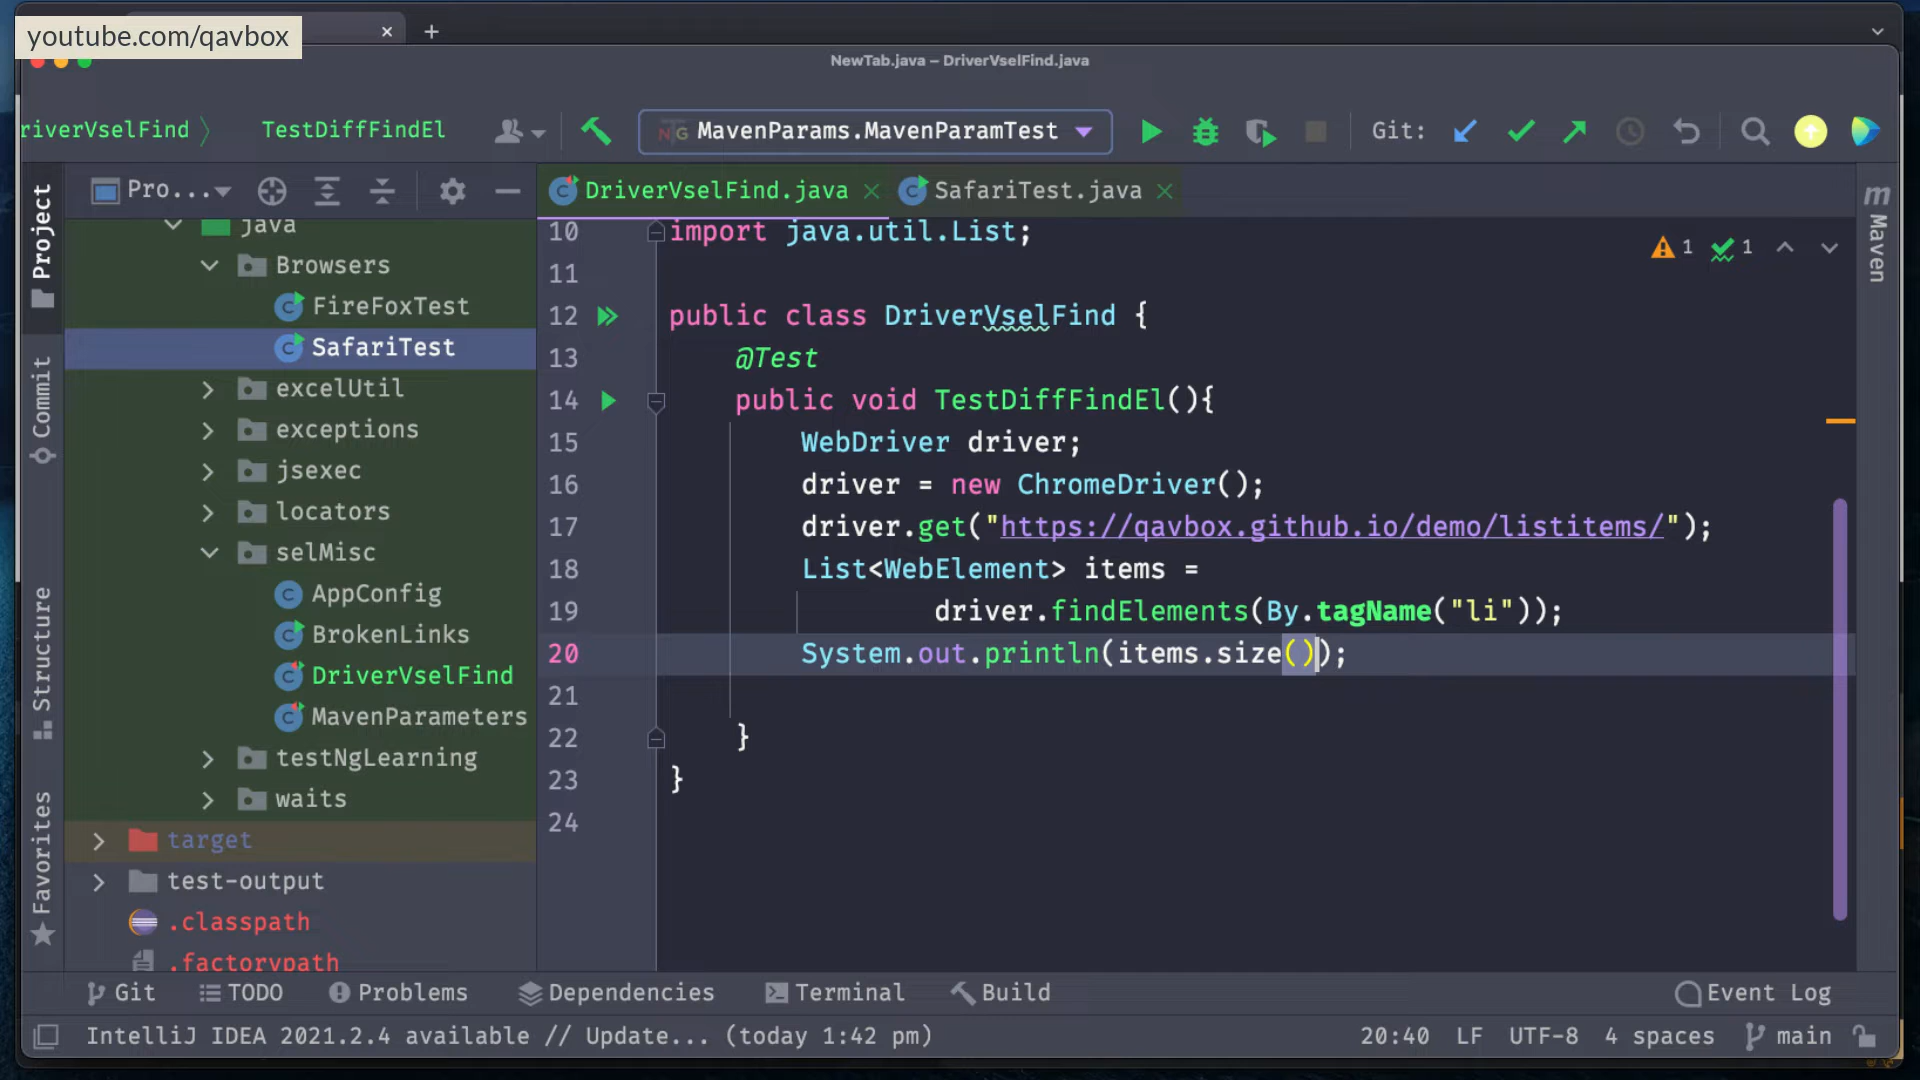 youtube.com/qavbox
NewTab.java – DriverVselFind.java
riverVselFind
TestDiffFindEl
MavenParams.MavenParamTest
Git:
Project
Commit
Structure
Favorites
Pro...
java
Browsers
FireFoxTest
SafariTest
excelUtil
exceptions
jsexec
locators
selMisc
AppConfig
BrokenLinks
DriverVselFind
MavenParameters
testNgLearning
waits
target
test-output
.classpath
.factorypath
DriverVselFind.java
SafariTest.java
1
1
m Maven
10 import java.util.List;
11
12 public class DriverVselFind {
13 @Test
14 public void TestDiffFindEl(){
15 WebDriver driver;
16 driver = new ChromeDriver();
17 driver.get("https://qavbox.github.io/demo/listitems/");
18 List<WebElement> items =
19 driver.findElements(By.tagName("li"));
20 System.out.println(items.size());
21
22 }
23 }
24
Git
TODO
Problems
Dependencies
Terminal
Build
Event Log
IntelliJ IDEA 2021.2.4 available // Update... (today 1:42 pm)
20:40
LF
UTF-8
4 spaces
main